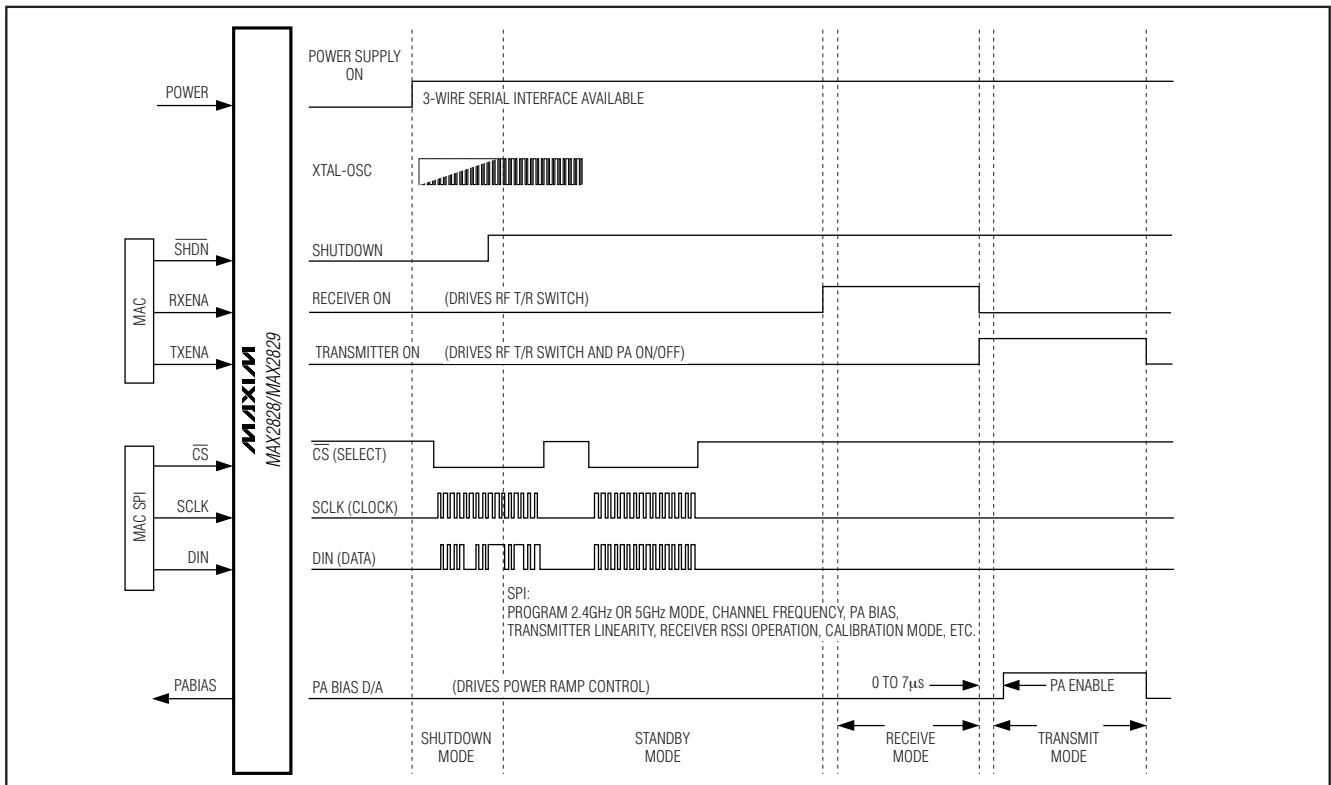 POWER SUPPLY
ON
POWER
3-WIRE SERIAL INTERFACE AVAILABLE
XTAL-OSC
MAC
SHDN
SHUTDOWN
RXENA
RECEIVER ON
(DRIVES RF T/R SWITCH)
TXENA
TRANSMITTER ON
(DRIVES RF T/R SWITCH AND PA ON/OFF)
MAXIM
MAX2828/MAX2829
MAC SPI
CS
CS (SELECT)
SCLK
SCLK (CLOCK)
DIN
DIN (DATA)
SPI:
PROGRAM 2.4GHz OR 5GHz MODE, CHANNEL FREQUENCY, PA BIAS,
TRANSMITTER LINEARITY, RECEIVER RSSI OPERATION, CALIBRATION MODE, ETC.
PABIAS
PA BIAS D/A
(DRIVES POWER RAMP CONTROL)
0 TO 7μs
PA ENABLE
SHUTDOWN
MODE
STANDBY
MODE
RECEIVE
MODE
TRANSMIT
MODE